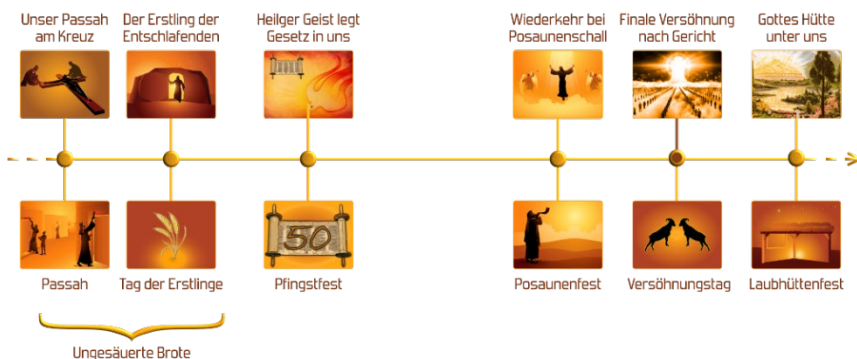 Unser Passah
am Kreuz
Der Erstling der
Entschlafenden
Heilger Geist legt
Gesetz in uns
Wiederkehr bei
Posaunenschall
Finale Versöhnung
nach Gericht
Gottes Hütte
unter uns
50
Passah
Tag der Erstlinge
Pfingstfest
Posaunenfest
Versöhnungstag
Laubhüttenfest
Ungesäuerte Brote